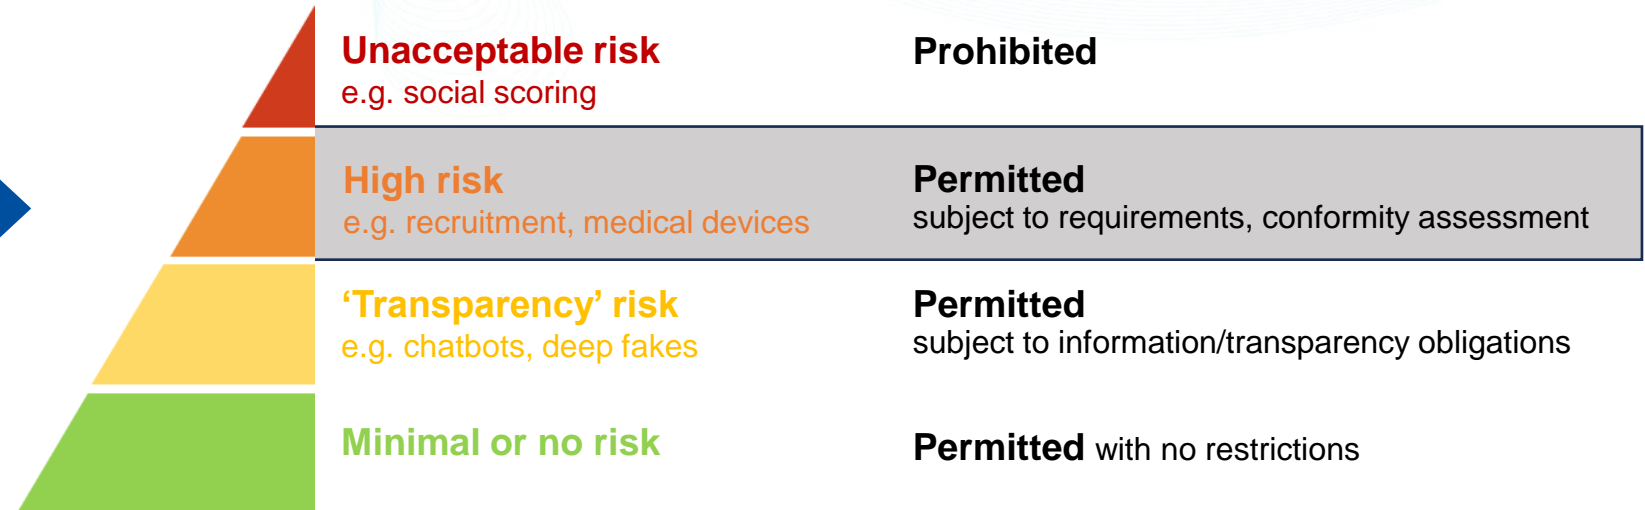 Unacceptable risk
e.g. social scoring
Prohibited
High risk
e.g. recruitment, medical devices
Permitted
subject to requirements, conformity assessment
‘Transparency’ risk
e.g. chatbots, deep fakes
Permitted
subject to information/transparency obligations
Minimal or no risk
Permitted with no restrictions